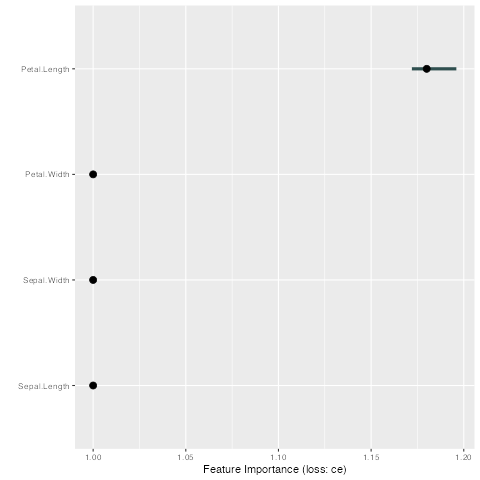 Petal.Length
Petal.Width
Sepal.Width
Sepal.Length
1.00 1.05 1.10 1.15 1.20
Feature Importance (loss: ce)